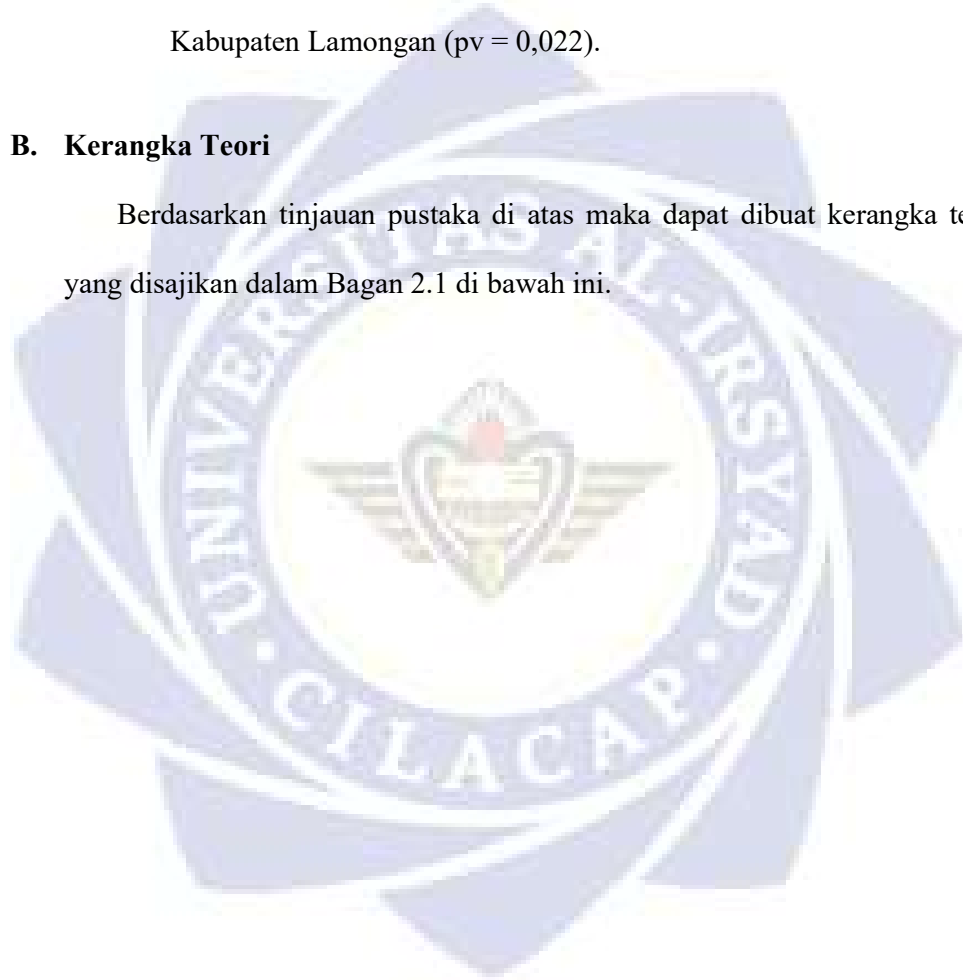 Kabupaten Lamongan (pv = 0,022).
B. Kerangka Teori
Berdasarkan tinjauan pustaka di atas maka dapat dibuat kerangka
yang disajikan dalam Bagan 2.1 di bawah ini.
UNIVERSITAS AL-IRSYAD
CILACAP